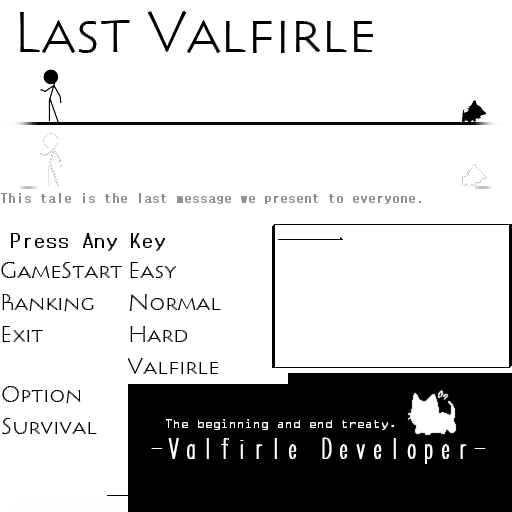 LAST VALFIRLE
This tale is the last message we present to everyone.
Press Any Key
GAMESTART
RANKING
EXIT
OPTION
SURVIVAL
EASY
NORMAL
HARD
VALFIRLE
The beginning and end treaty.
-Valfirle Developer-